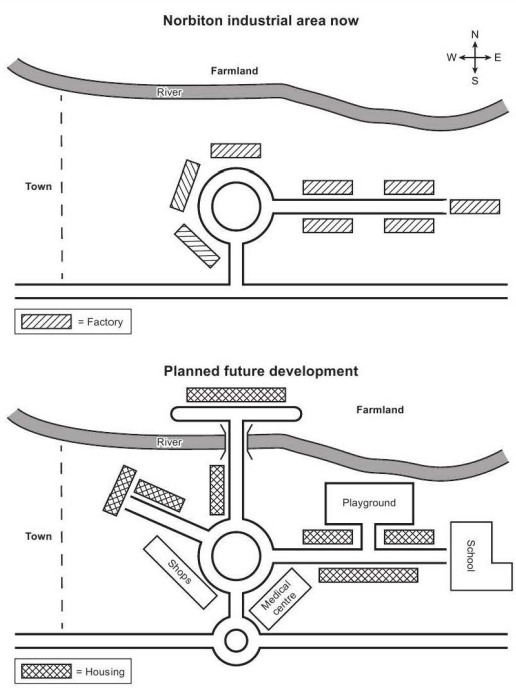 Norbiton industrial area now
N
W E
S
Farmland
River
Town
= Factory
Planned future development
Farmland
River
Playground
Town
School
Shops
Medical
centre
= Housing